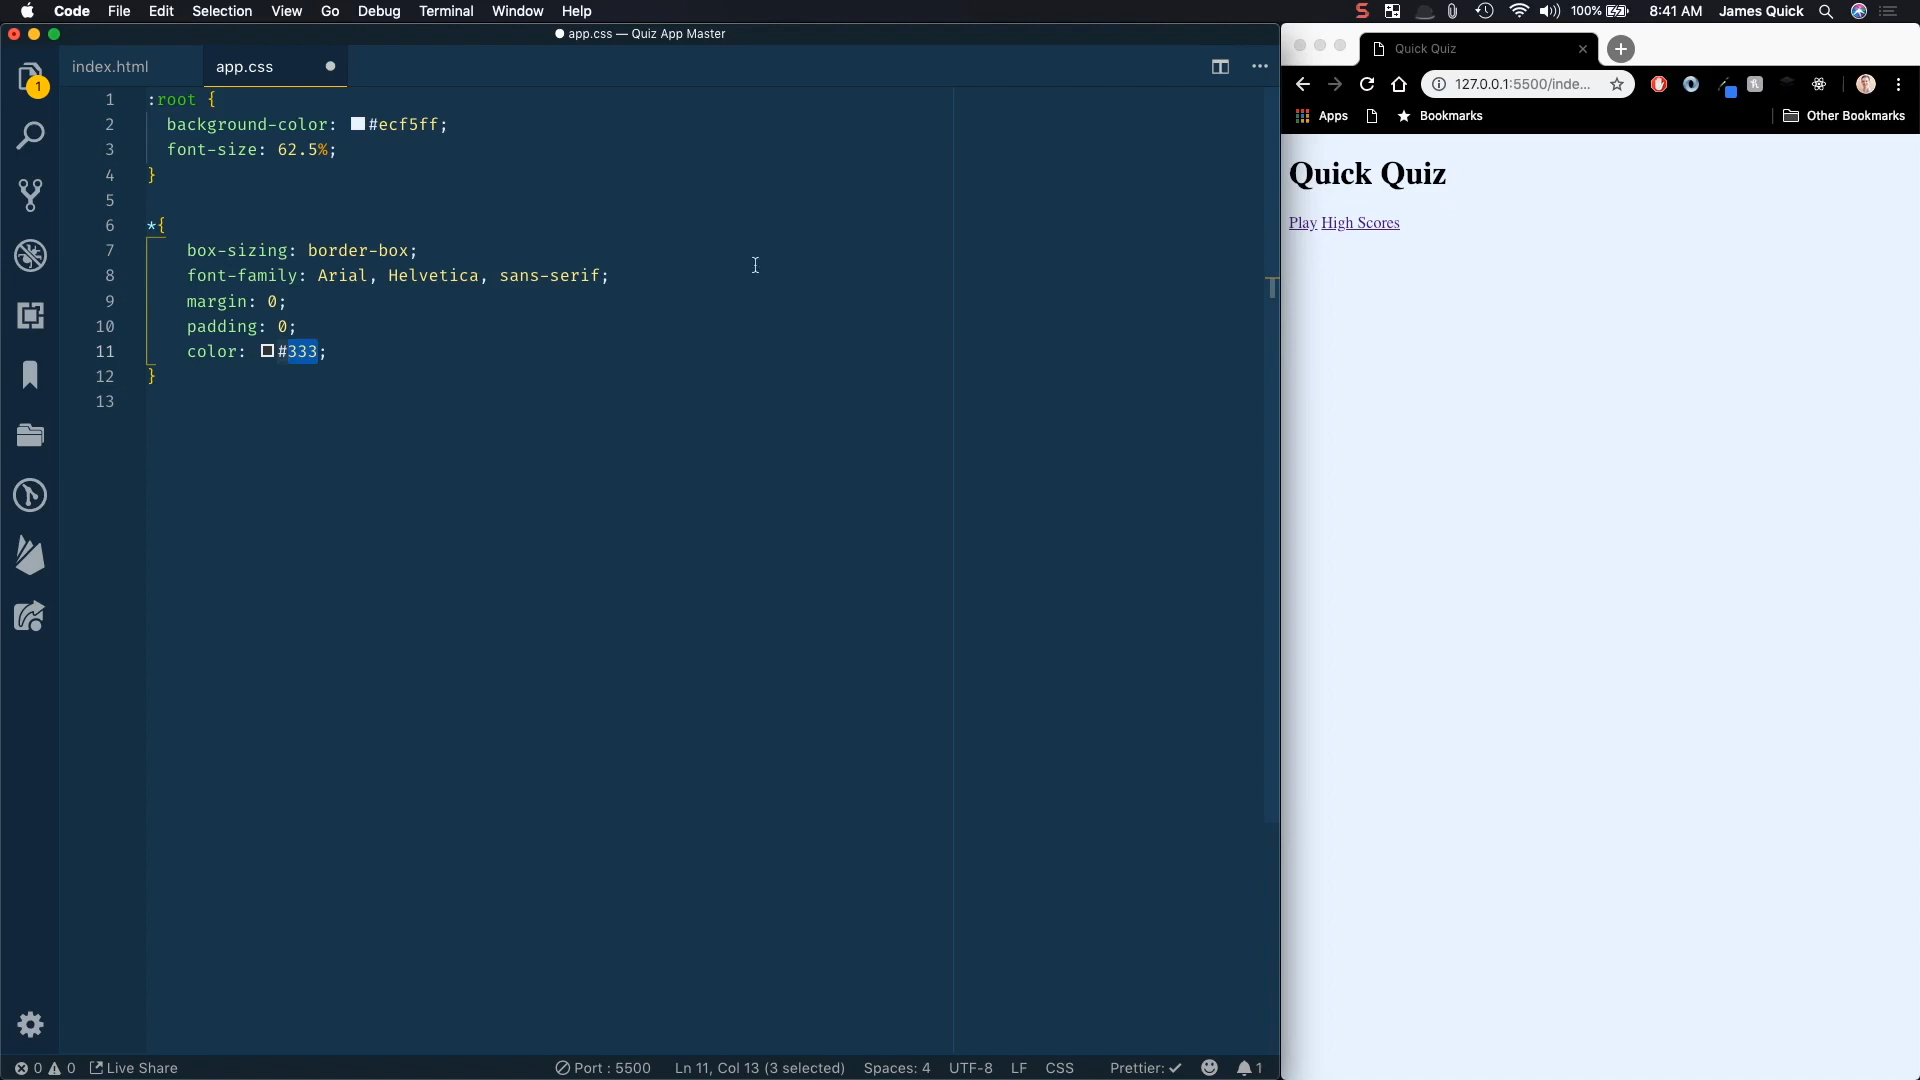 Code File Edit Selection View Go Debug Terminal Window Help
100% 8:41 AM James Quick
app.css — Quiz App Master
index.html
app.css
1
1 :root {
2 background-color: #ecf5ff;
3 font-size: 62.5%;
4 }
5
6 *{
7 box-sizing: border-box;
8 font-family: Arial, Helvetica, sans-serif;
9 margin: 0;
10 padding: 0;
11 color: #333;
12 }
13
0 0 Live Share
Port : 5500 Ln 11, Col 13 (3 selected) Spaces: 4 UTF-8 LF CSS Prettier: 1
Quick Quiz
127.0.0.1:5500/inde...
Apps Bookmarks Other Bookmarks
Quick Quiz
Play High Scores